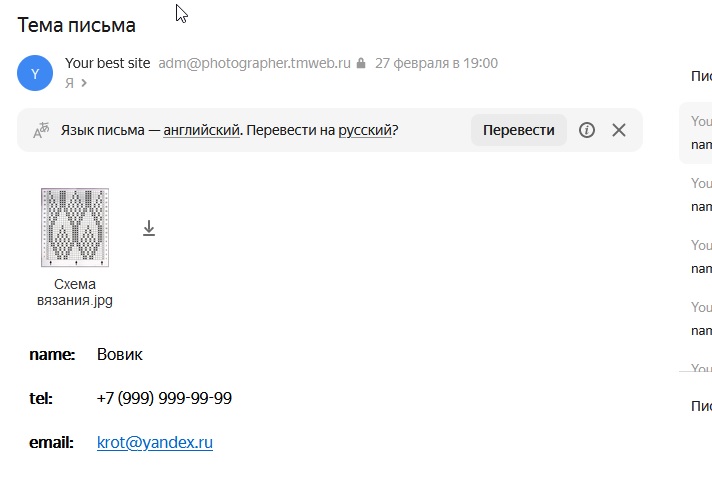 Тема письма
Your best site adm@photographer.tmweb.ru 27 февраля в 19:00
Y
Я
Язык письма — английский. Перевести на русский? Перевести
Схема
вязания.jpg
name: Вовик
tel: +7 (999) 999-99-99
email: krot@yandex.ru
Пис
You
nam
You
nam
You
nam
You
nam
You
Пис